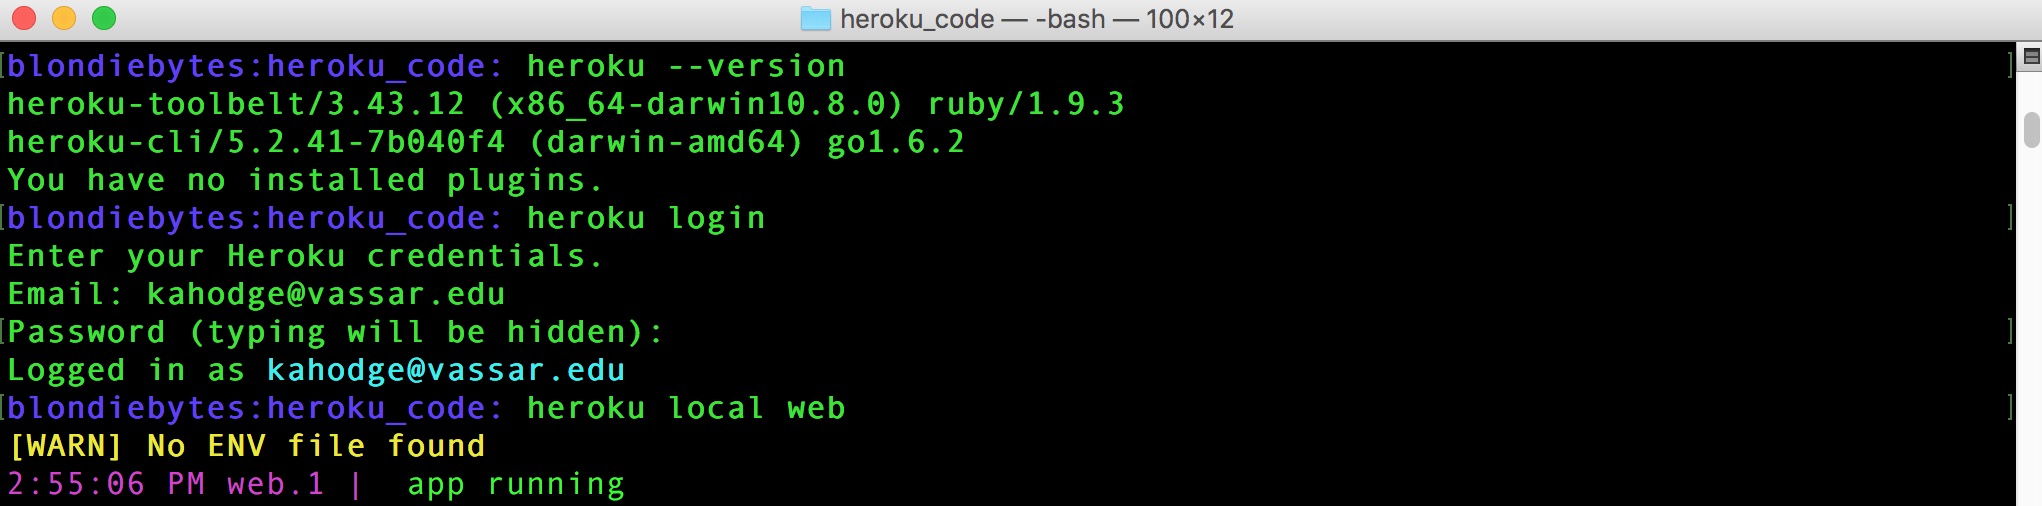 heroku_code — -bash — 100×12
blondiebytes:heroku_code: heroku --version
heroku-toolbelt/3.43.12 (x86_64-darwin10.8.0) ruby/1.9.3
heroku-cli/5.2.41-7b040f4 (darwin-amd64) go1.6.2
You have no installed plugins.
blondiebytes:heroku_code: heroku login
Enter your Heroku credentials.
Email: kahodge@vassar.edu
Password (typing will be hidden):
Logged in as kahodge@vassar.edu
blondiebytes:heroku_code: heroku local web
[WARN] No ENV file found
2:55:06 PM web.1 |  app running